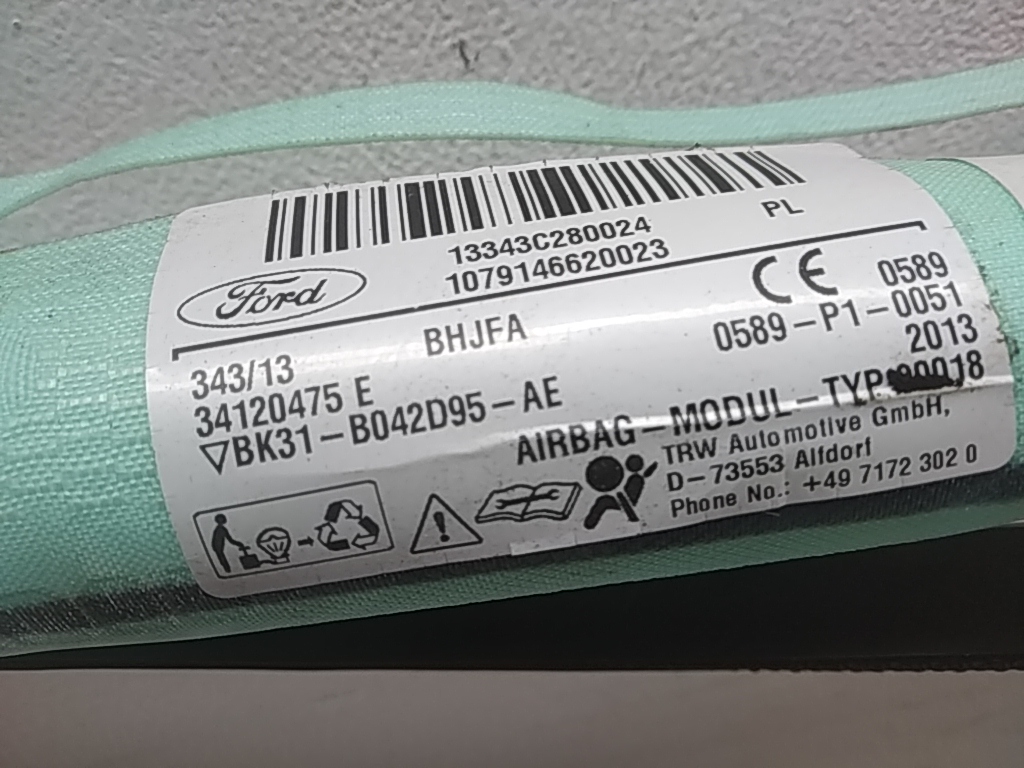 13343C280024
PL
1079146620023
Ford
BHJFA
CE 0589
343/13
0589-P1-0051
34120475 E
2013
▽BK31-B042D95-AE
AIRBAG-MODUL-TYP
TRW Automotive GmbH,
D-73553 Alfdorf
Phone No.: +49 7172 302 0